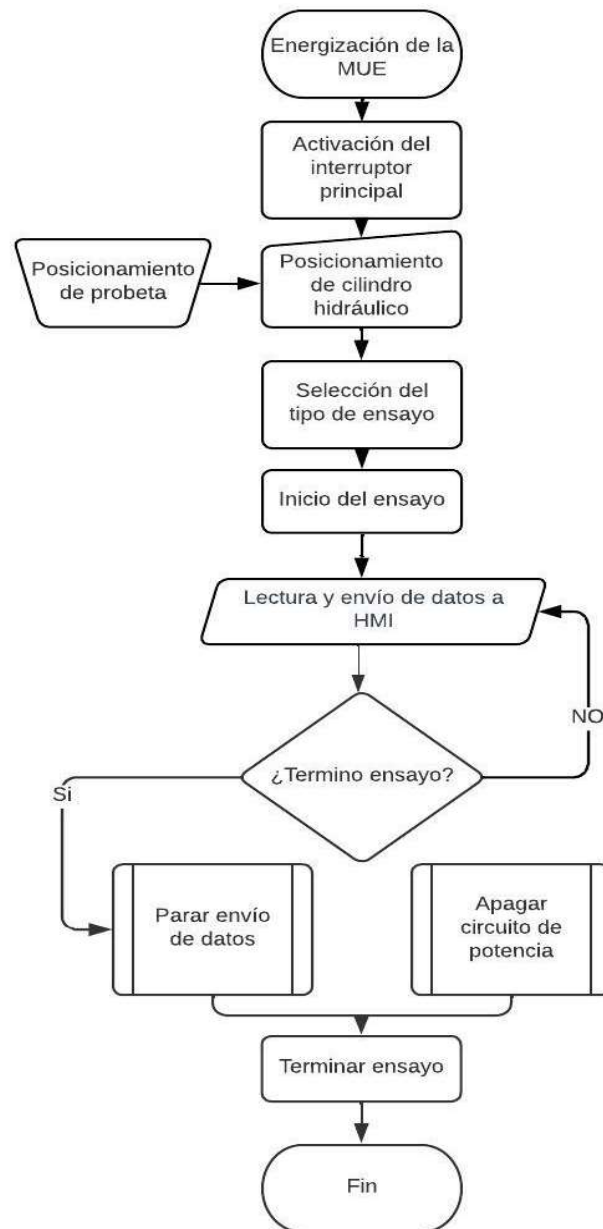 Energización de la
MUE
Activación del
interruptor
principal
Posicionamiento
de probeta
Posicionamiento
de cilindro
hidráulico
Selección del
tipo de ensayo
Inicio del ensayo
Lectura y envío de datos a
HMI
NO
¿Termino ensayo?
Si
Parar envío
de datos
Apagar
circuito de
potencia
Terminar ensayo
Fin